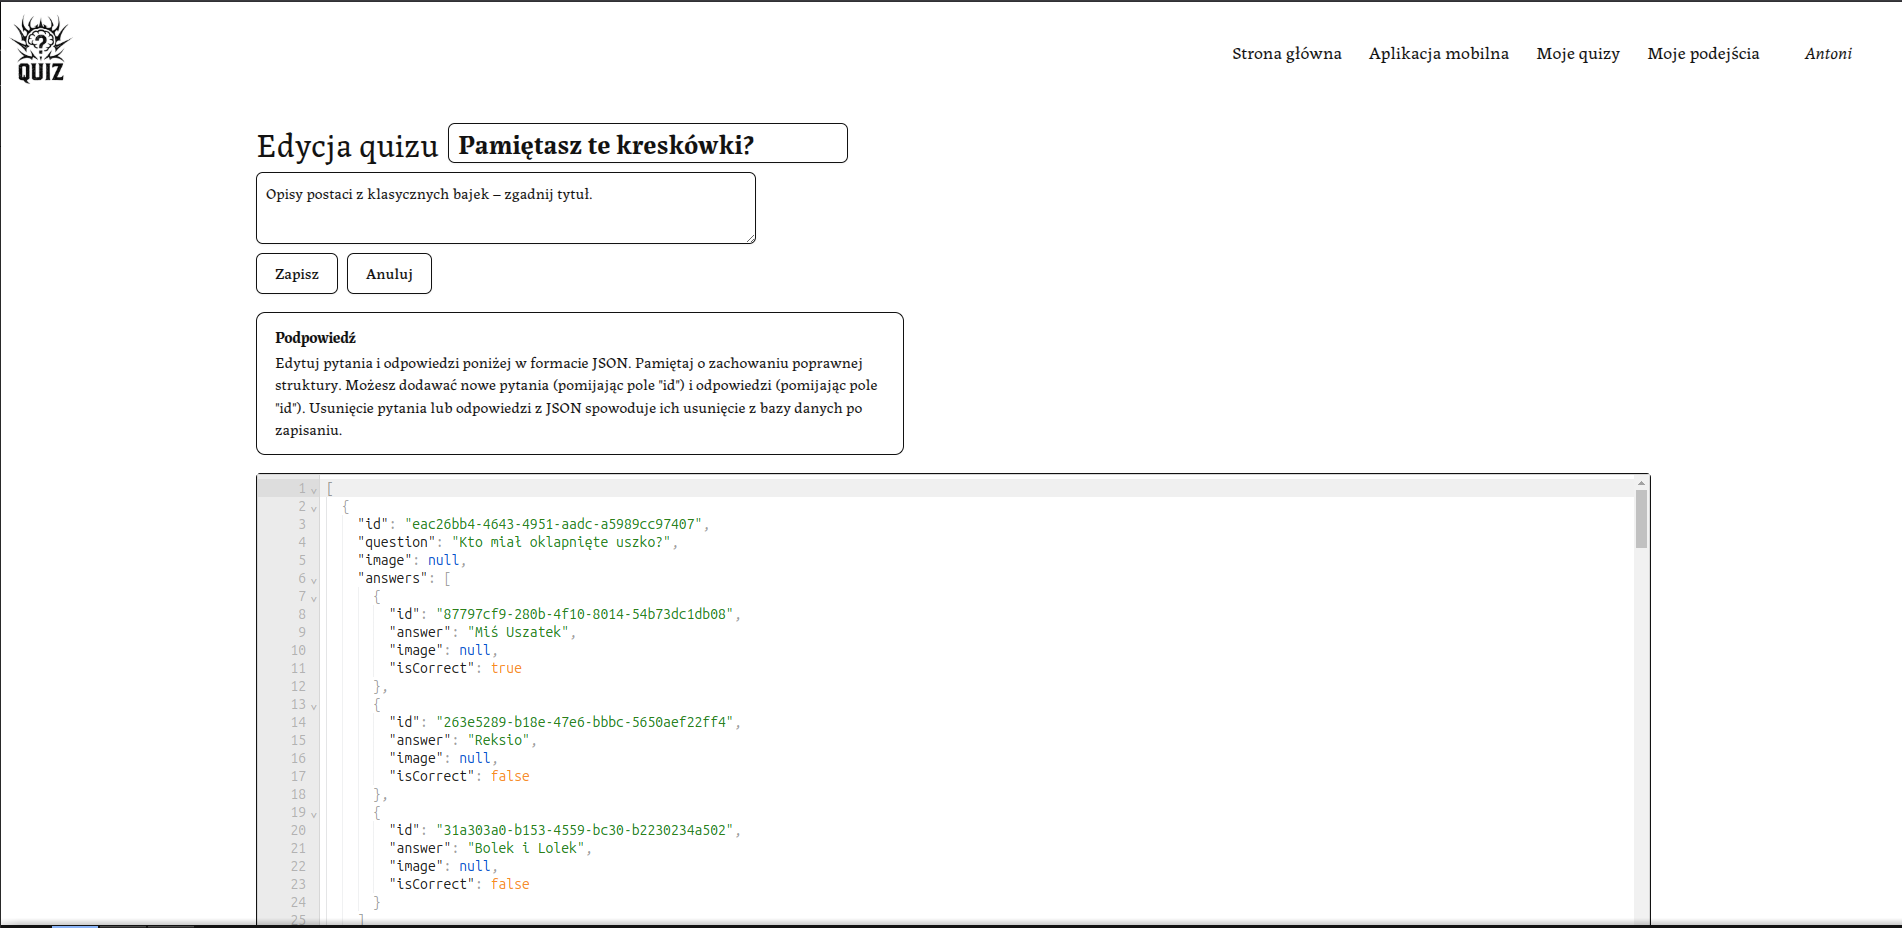 QUIZ
Strona główna Aplikacja mobilna Moje quizy Moje podejścia Antoni
Edycja quizu Pamiętasz te kreskówki?
Opisy postaci z klasycznych bajek – zgadnij tytuł.
Zapisz Anuluj
Podpowiedź
Edytuj pytania i odpowiedzi poniżej w formacie JSON. Pamiętaj o zachowaniu poprawnej
struktury. Możesz dodawać nowe pytania (pomijając pole "id") i odpowiedzi (pomijając pole
"id"). Usunięcie pytania lub odpowiedzi z JSON spowoduje ich usunięcie z bazy danych po
zapisaniu.
1 [
2 {
3 "id": "eac26bb4-4643-4951-aadc-a5989cc97407",
4 "question": "Kto miał oklapnięte uszko?",
5 "image": null,
6 "answers": [
7 {
8 "id": "87797cf9-280b-4f10-8014-54b73dc1db08",
9 "answer": "Miś Uszatek",
10 "image": null,
11 "isCorrect": true
12 },
13 {
14 "id": "263e5289-b18e-47e6-bbbc-5650aef22ff4",
15 "answer": "Reksio",
16 "image": null,
17 "isCorrect": false
18 },
19 {
20 "id": "31a303a0-b153-4559-bc30-b2230234a502",
21 "answer": "Bolek i Lolek",
22 "image": null,
23 "isCorrect": false
24 }
25 ]